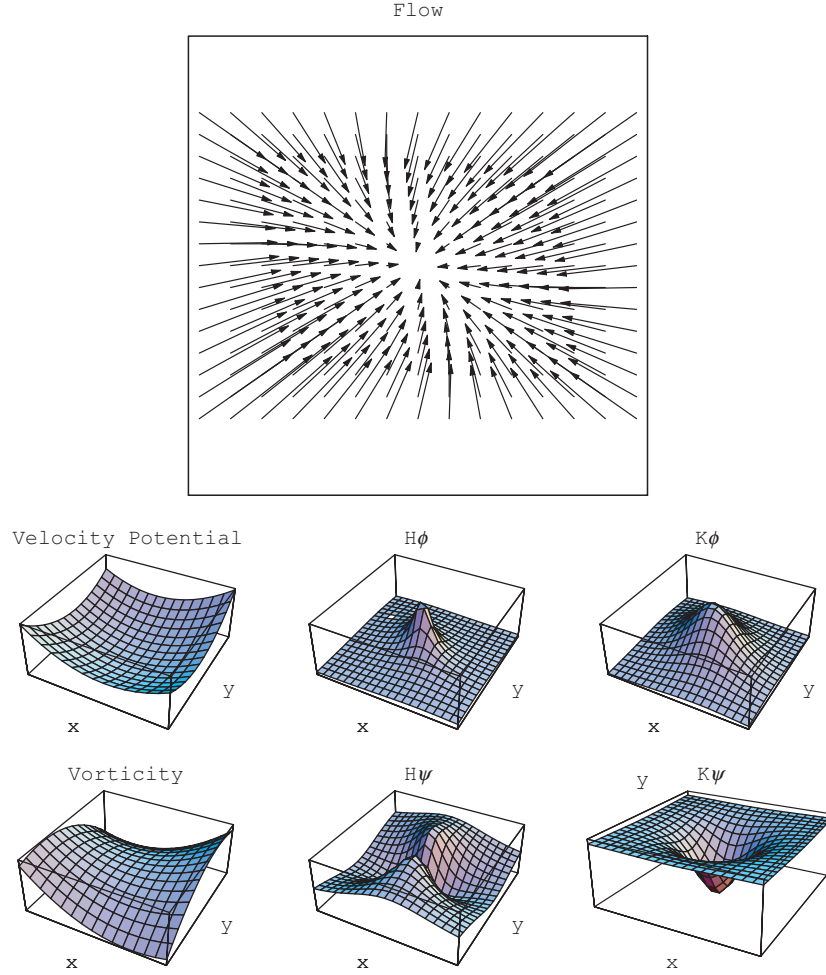 Flow
Velocity Potential
Hϕ
Kϕ
y
y
y
x
x
x
Vorticity
Hψ
Kψ
y
y
y
x
x
x